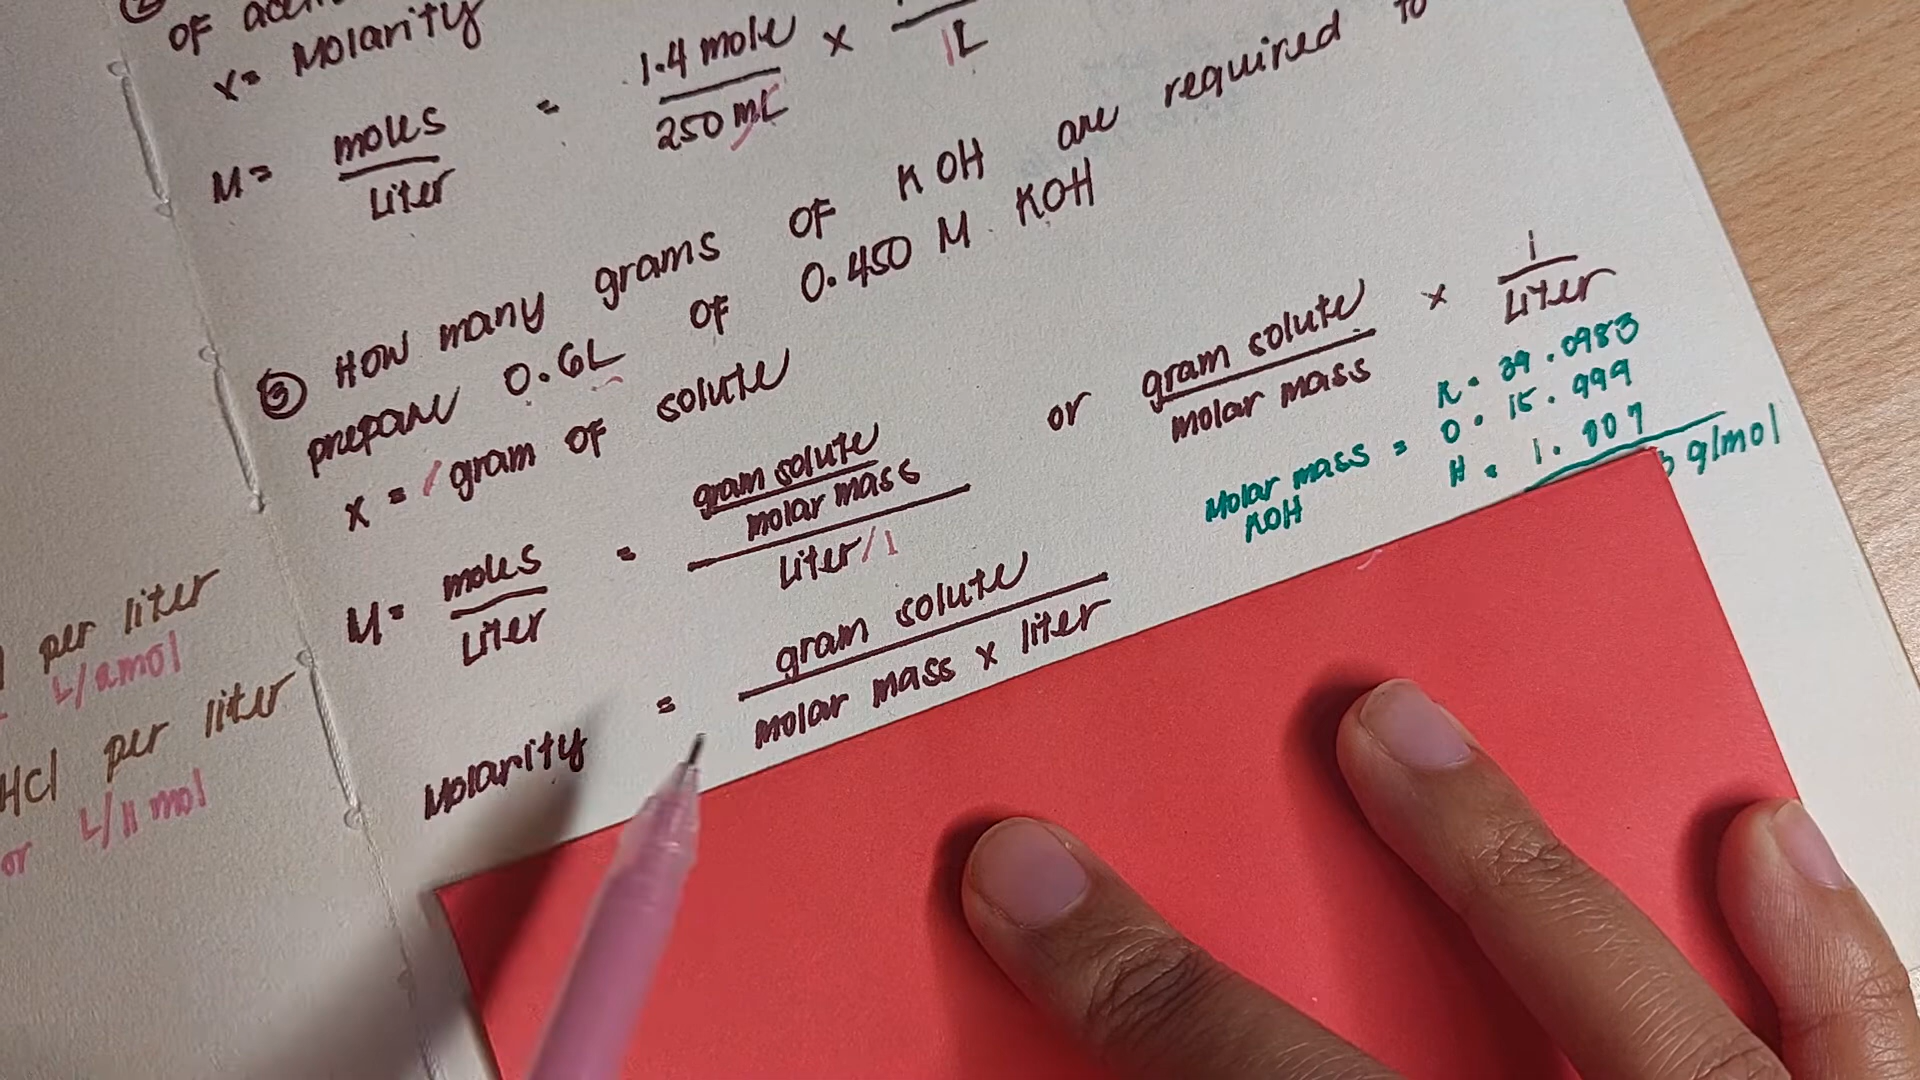 ②
of
x= Molarity
M= moles / Liter = 1.4 mole / 250 mL x / 1L
③ How many grams of KOH are required to
prepare 0.6L of 0.450 M KOH
x = gram of solute
M= moles / Liter = gram solute / molar mass / Liter/1 or gram solute / molar mass x 1 / Liter
Molar mass KOH = K = 39.0983
O = 15.999
H = 1.007
g/mol
Molarity = gram solute / molar mass x liter
per liter
L/2mol
HCl per liter
or L/11 mol